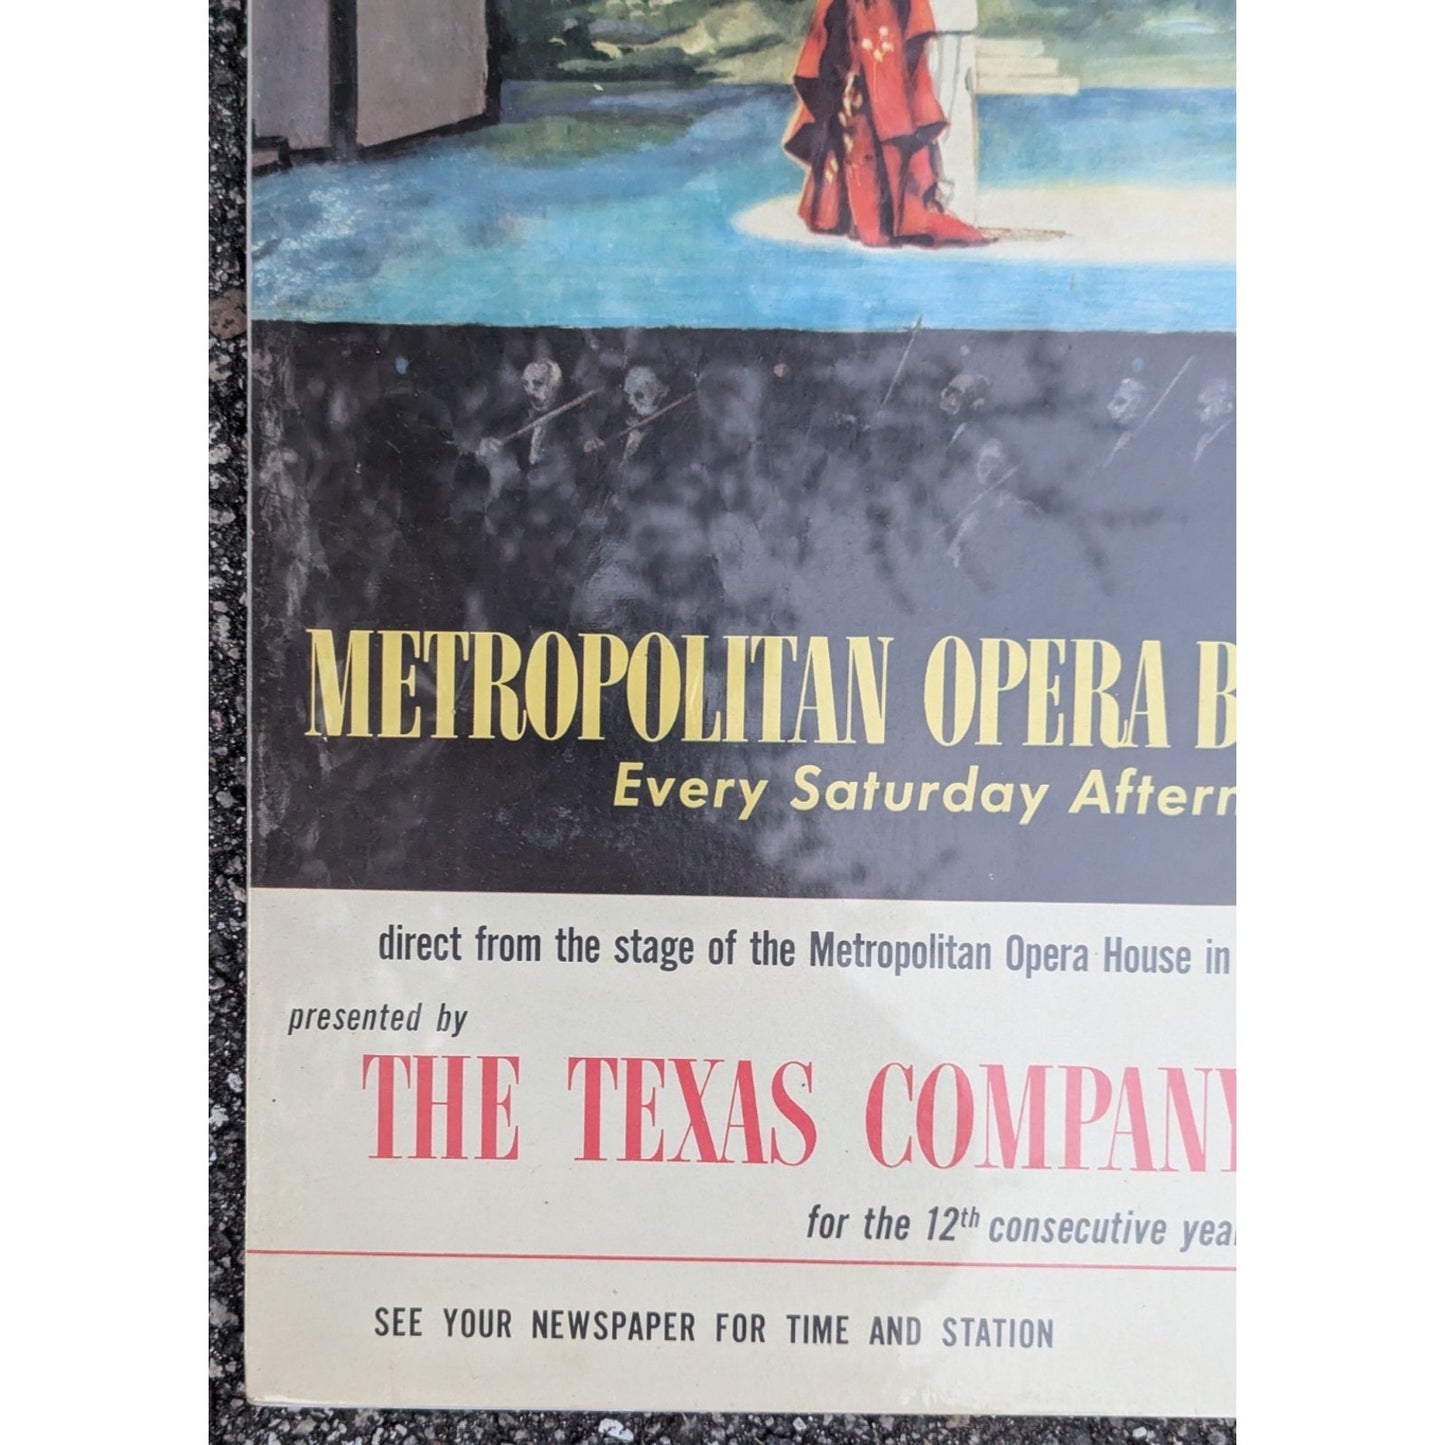 METROPOLITAN OPERA B
Every Saturday Aftern
direct from the stage of the Metropolitan Opera House in
presented by
THE TEXAS COMPANY
for the 12th consecutive yea
SEE YOUR NEWSPAPER FOR TIME AND STATION